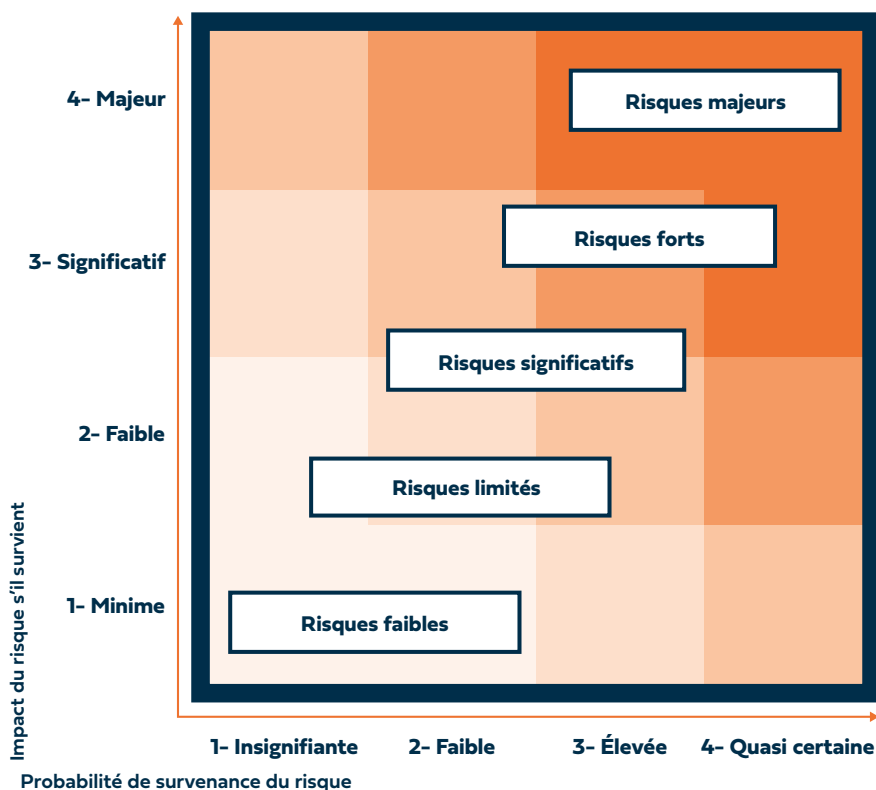 4- Majeur
Risques majeurs
Risques forts
3- Significatif
Risques significatifs
2- Faible
Risques limités
1- Minime
Risques faibles
Impact du risque s’il survient
1- Insignifiante
2- Faible
3- Élevée
4- Quasi certaine
Probabilité de survenance du risque